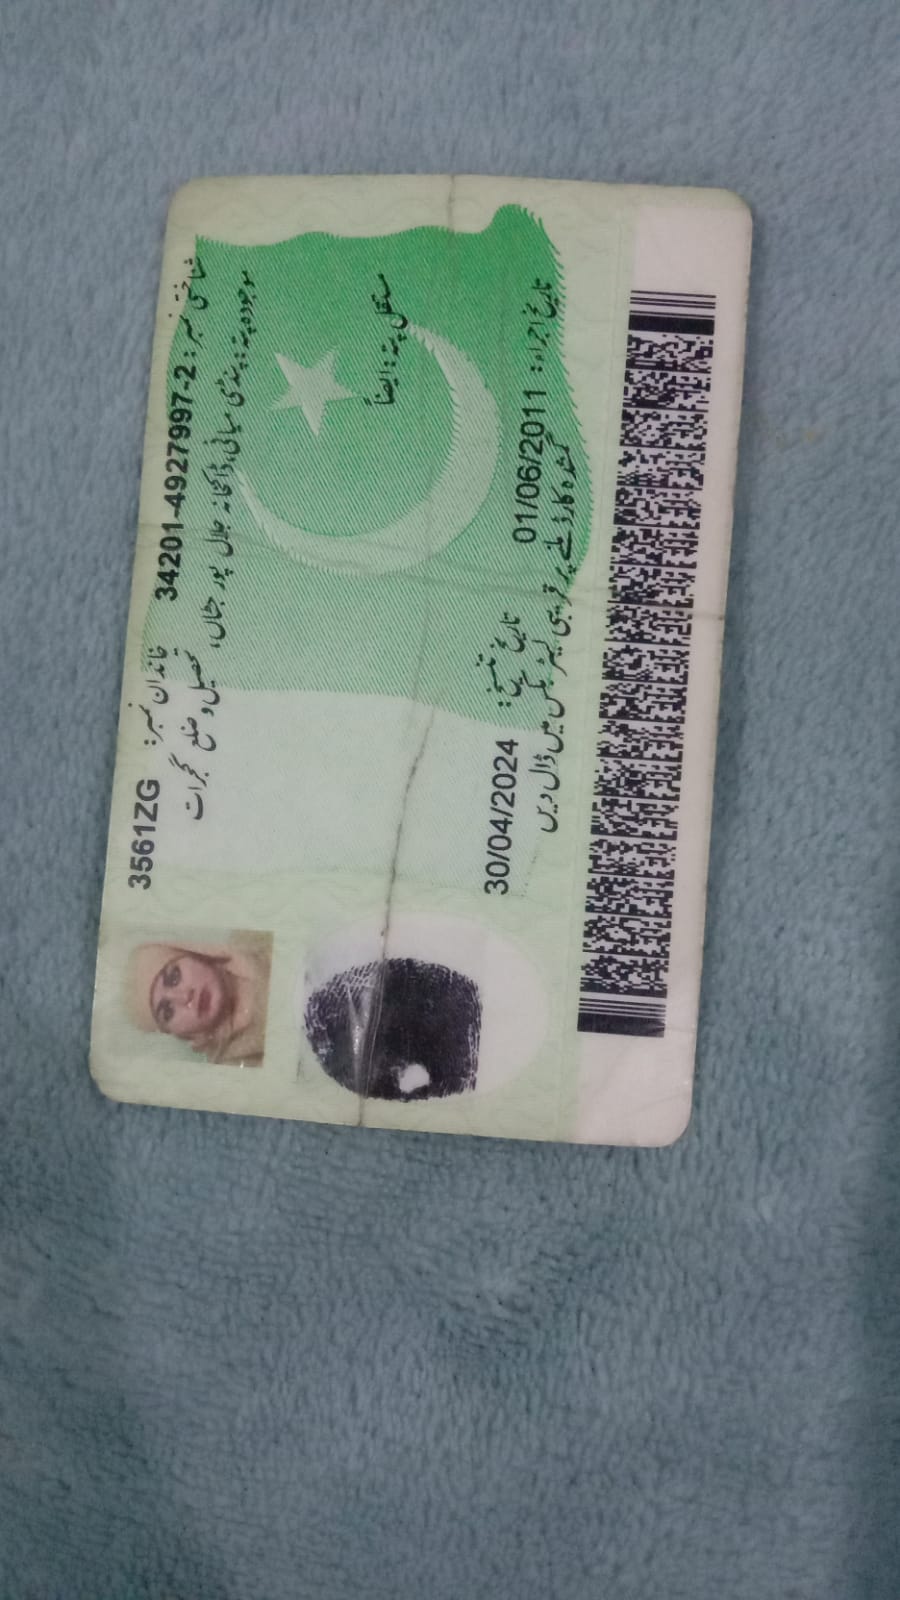 شناختی نمبر: 34201-4927997-2 خاندان نمبر: 3561ZG
موجودہ پتہ: پنڈی میانی، ڈاکخانہ جلال پور جٹاں، تحصیل و ضلع گجرات
مستقل پتہ: ایضاً
تاریخ اجراء: 01/06/2011 تاریخ تنسیخ: 30/04/2024
گمشدہ کارڈ ملنے پر قریبی لیٹر بکس میں ڈال دیں